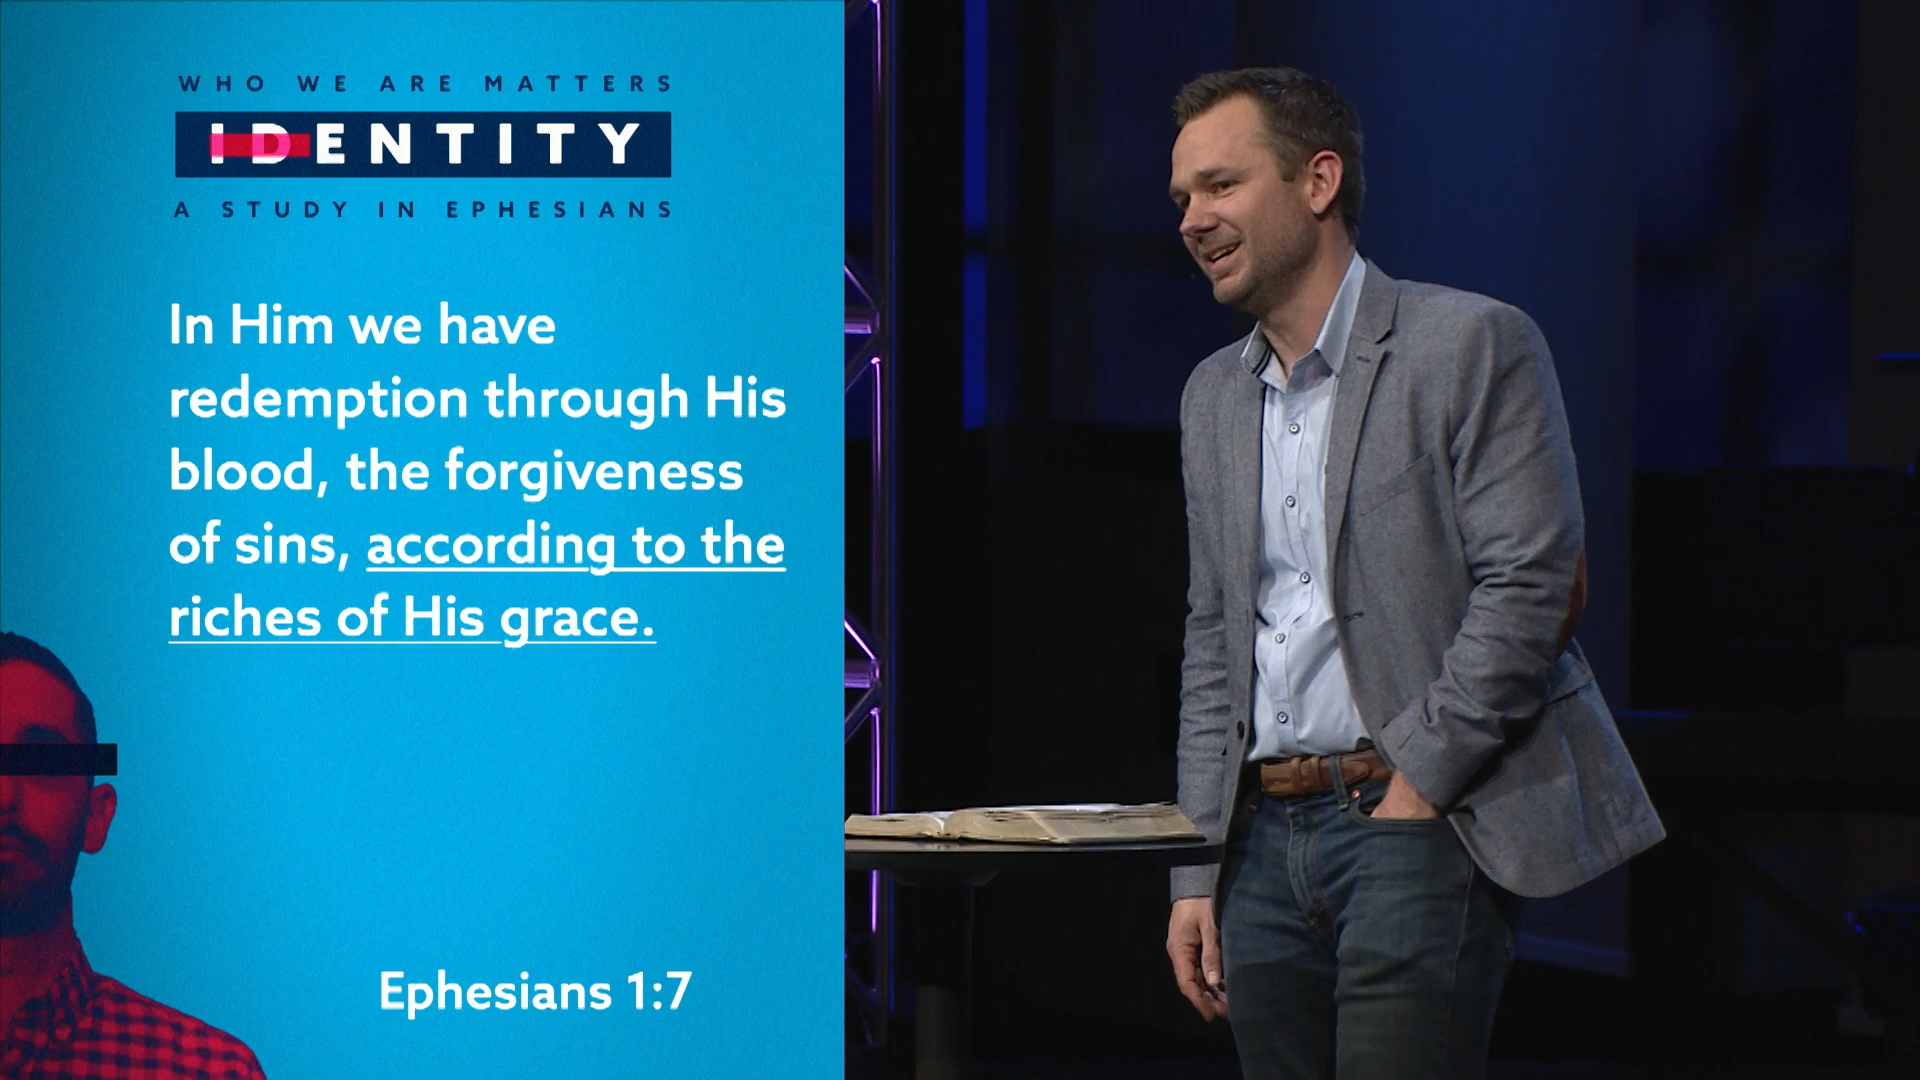 WHO WE ARE MATTERS
IDENTITY
A STUDY IN EPHESIANS
In Him we have
redemption through His
blood, the forgiveness
of sins, according to the
riches of His grace.
Ephesians 1:7